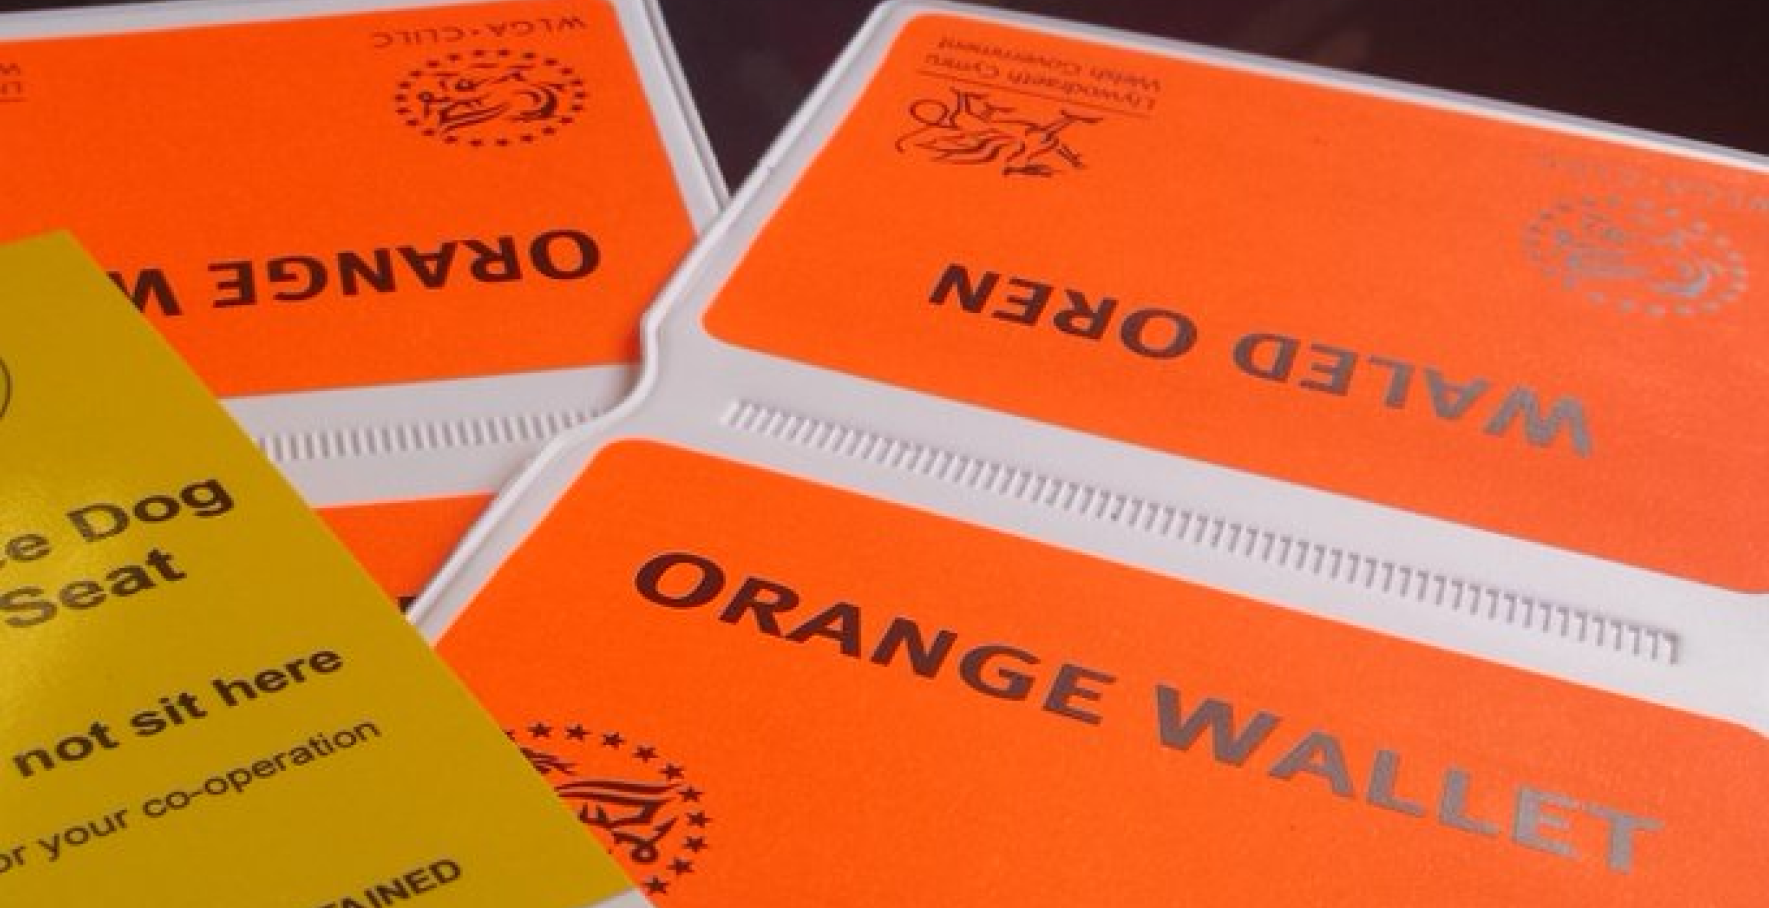 WLGA • CLILC
ORANGE
Llywodraeth Cymru
Welsh Government
WALED OREN
ORANGE WALLET
Dog
Seat
not sit here
your co-operation